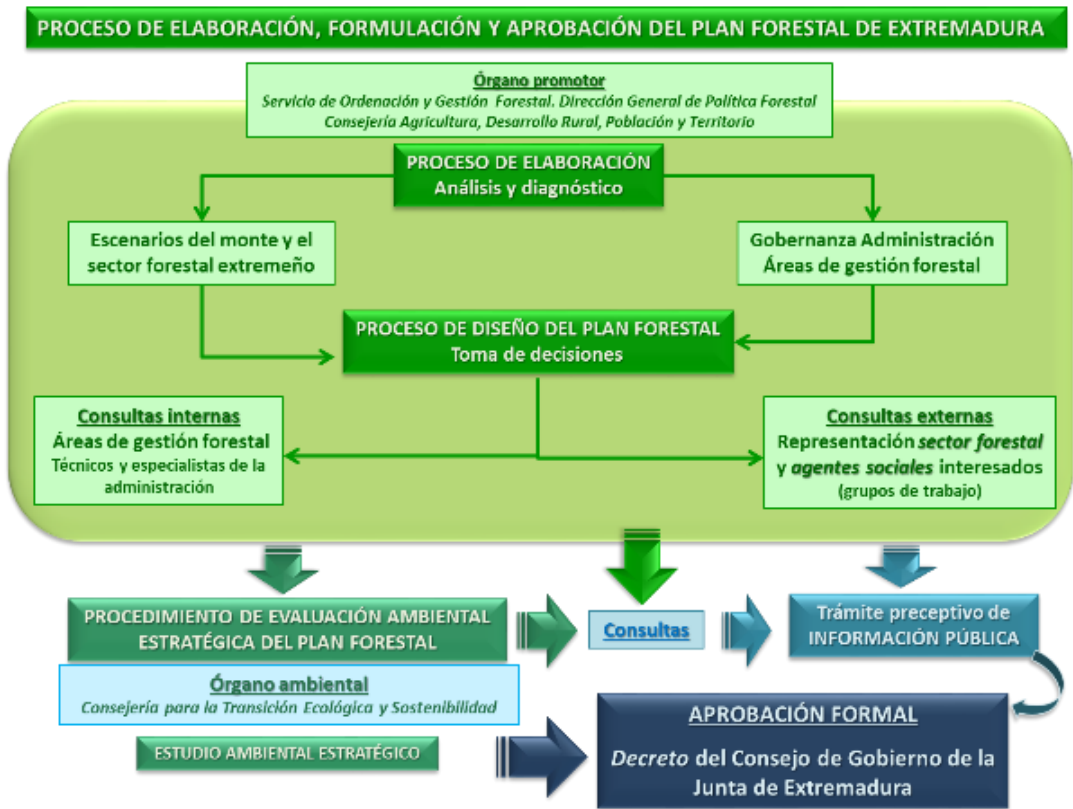 PROCESO DE ELABORACIÓN, FORMULACIÓN Y APROBACIÓN DEL PLAN FORESTAL DE EXTREMADURA
Órgano promotor
Servicio de Ordenación y Gestión Forestal. Dirección General de Política Forestal
Consejería Agricultura, Desarrollo Rural, Población y Territorio
PROCESO DE ELABORACIÓN
Análisis y diagnóstico
Escenarios del monte y el
sector forestal extremeño
Gobernanza Administración
Áreas de gestión forestal
PROCESO DE DISEÑO DEL PLAN FORESTAL
Toma de decisiones
Consultas internas
Áreas de gestión forestal
Técnicos y especialistas de la
administración
Consultas externas
Representación sector forestal
y agentes sociales interesados
(grupos de trabajo)
PROCEDIMIENTO DE EVALUACIÓN AMBIENTAL
ESTRATÉGICA DEL PLAN FORESTAL
Consultas
Trámite preceptivo de
INFORMACIÓN PÚBLICA
Órgano ambiental
Consejería para la Transición Ecológica y Sostenibilidad
ESTUDIO AMBIENTAL ESTRATÉGICO
APROBACIÓN FORMAL
Decreto del Consejo de Gobierno de la
Junta de Extremadura